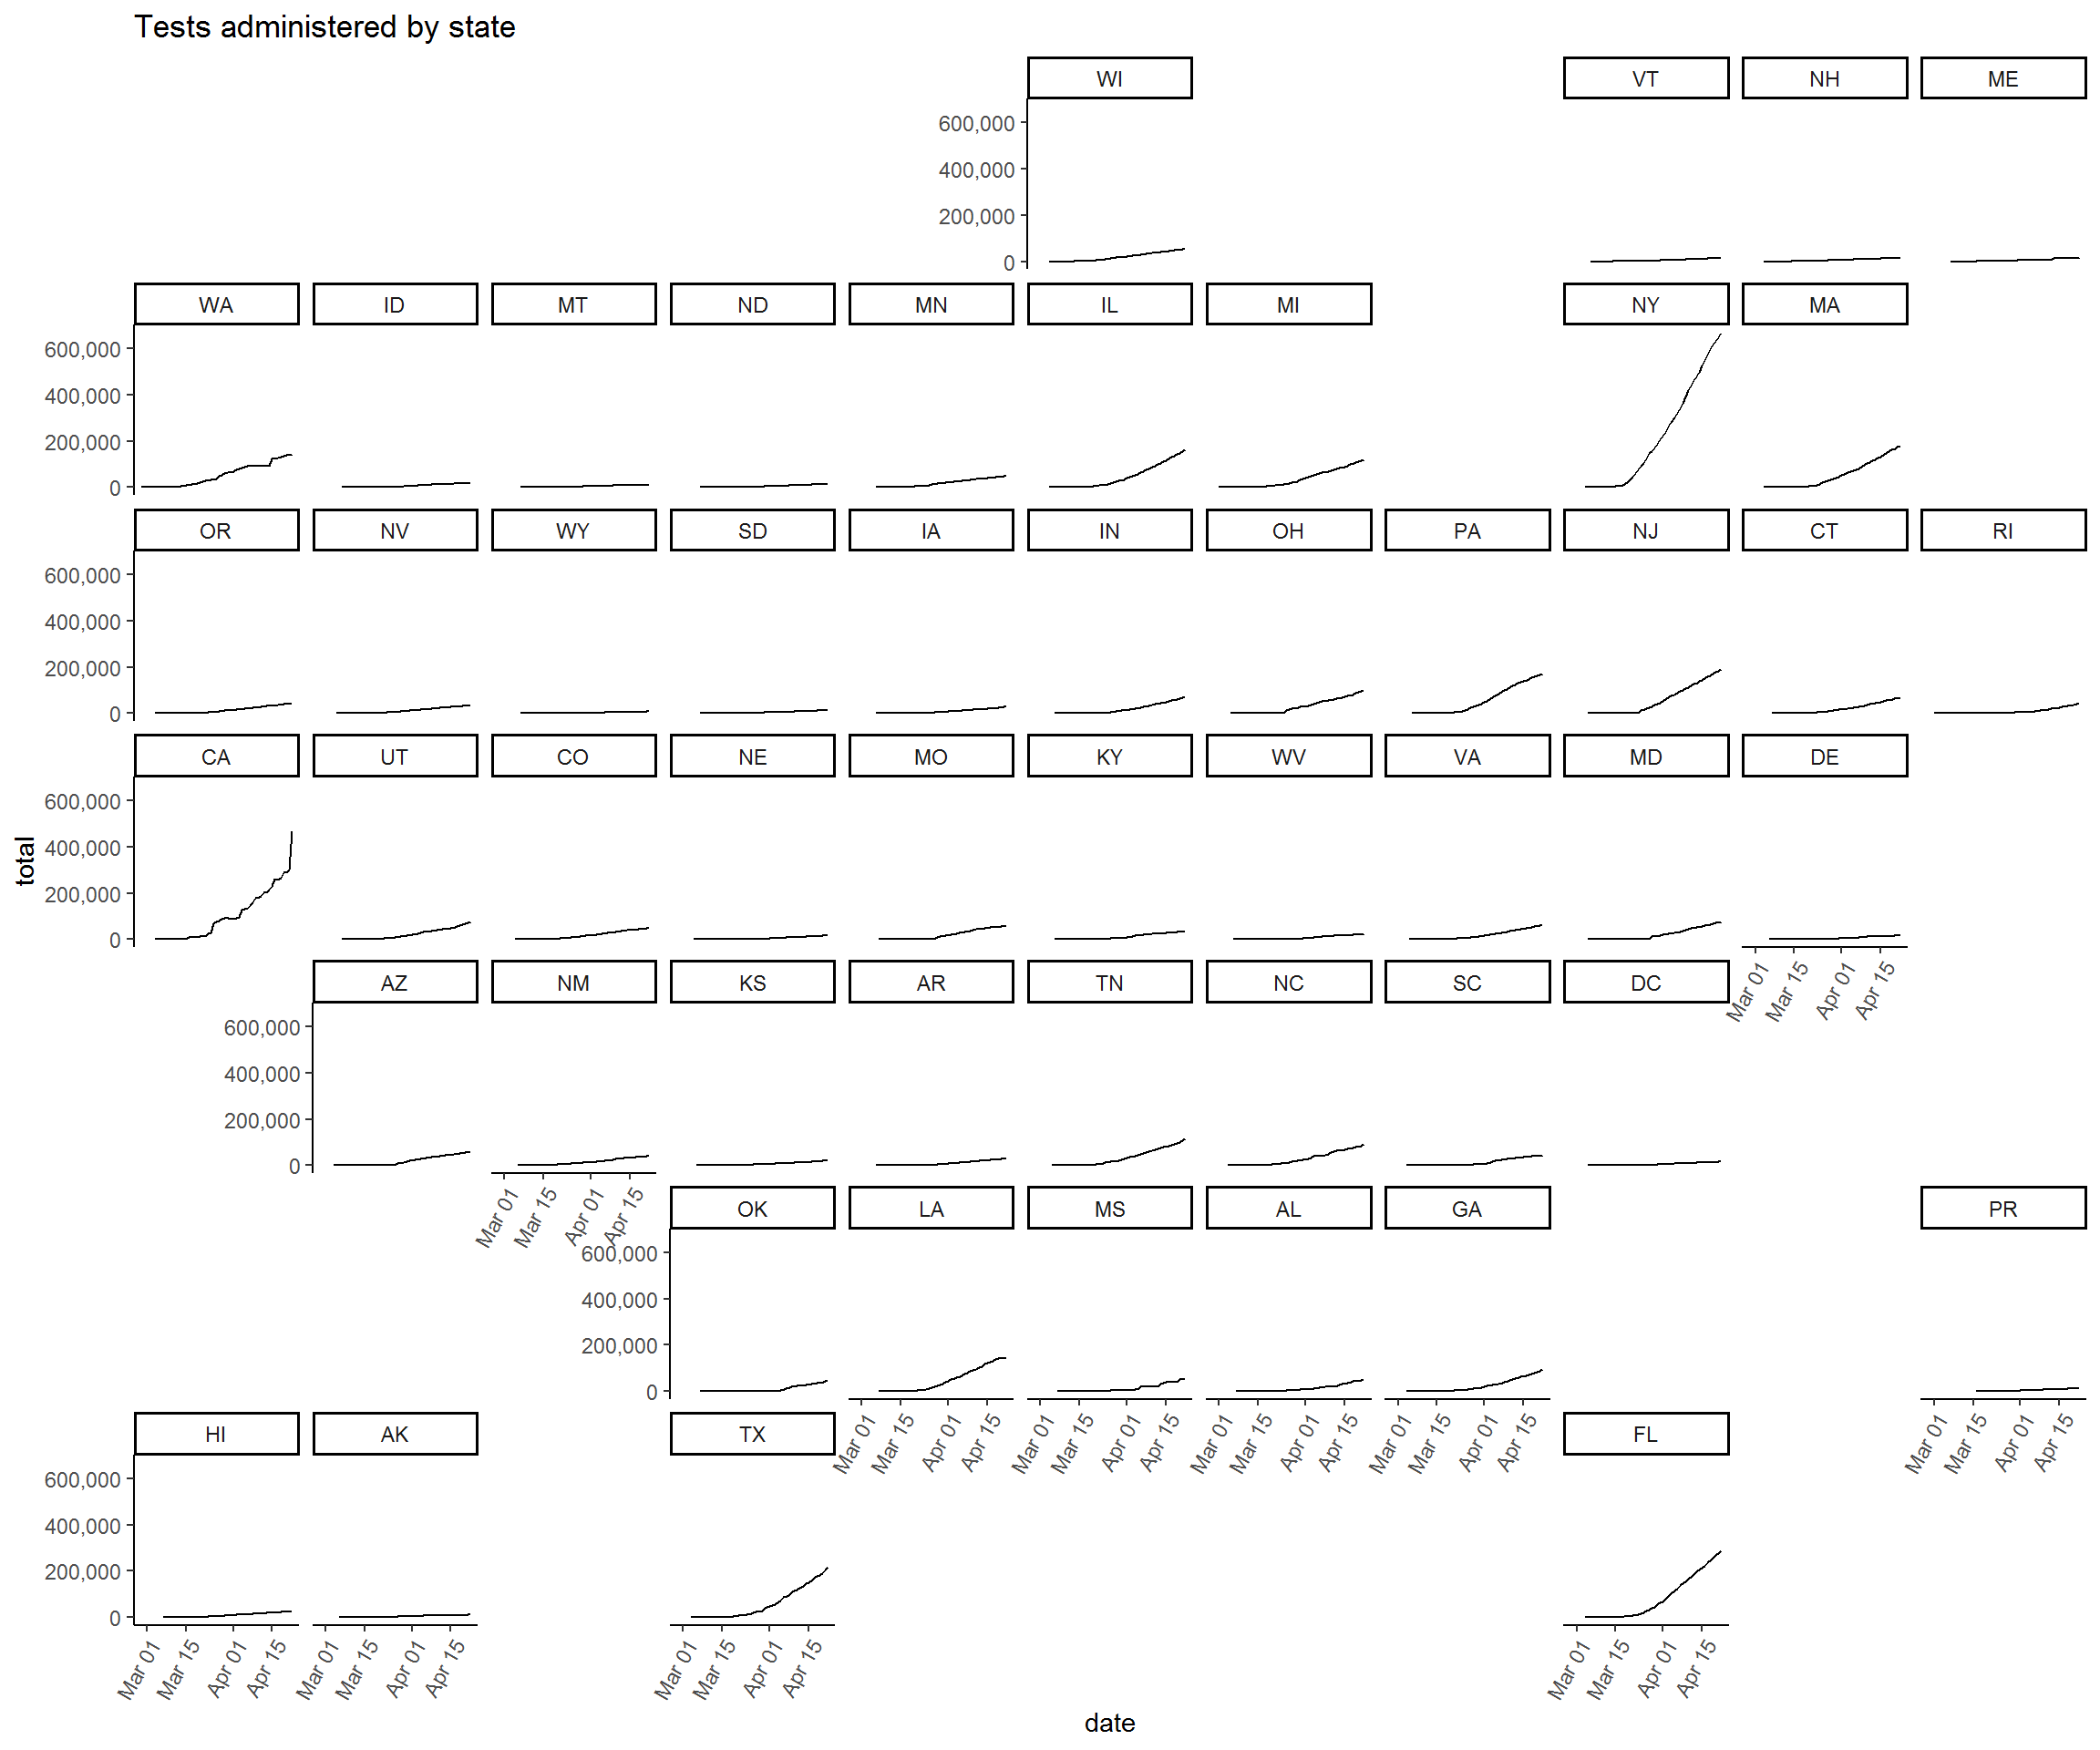 Tests administered by state
WI VT NH ME
600,000
400,000
200,000
0
WA ID MT ND MN IL MI NY MA
600,000
400,000
200,000
0
OR NV WY SD IA IN OH PA NJ CT RI
600,000
400,000
200,000
0
CA UT CO NE MO KY WV VA MD DE
600,000
400,000
200,000
0
total
Mar 01 Mar 15 Apr 01 Apr 15
AZ NM KS AR TN NC SC DC
600,000
400,000
200,000
0
Mar 01 Mar 15 Apr 01 Apr 15
OK LA MS AL GA PR
600,000
400,000
200,000
0
Mar 01 Mar 15 Apr 01 Apr 15 Mar 01 Mar 15 Apr 01 Apr 15 Mar 01 Mar 15 Apr 01 Apr 15 Mar 01 Mar 15 Apr 01 Apr 15 Mar 01 Mar 15 Apr 01 Apr 15
HI AK TX FL
600,000
400,000
200,000
0
Mar 01 Mar 15 Apr 01 Apr 15 Mar 01 Mar 15 Apr 01 Apr 15 Mar 01 Mar 15 Apr 01 Apr 15 Mar 01 Mar 15 Apr 01 Apr 15
date